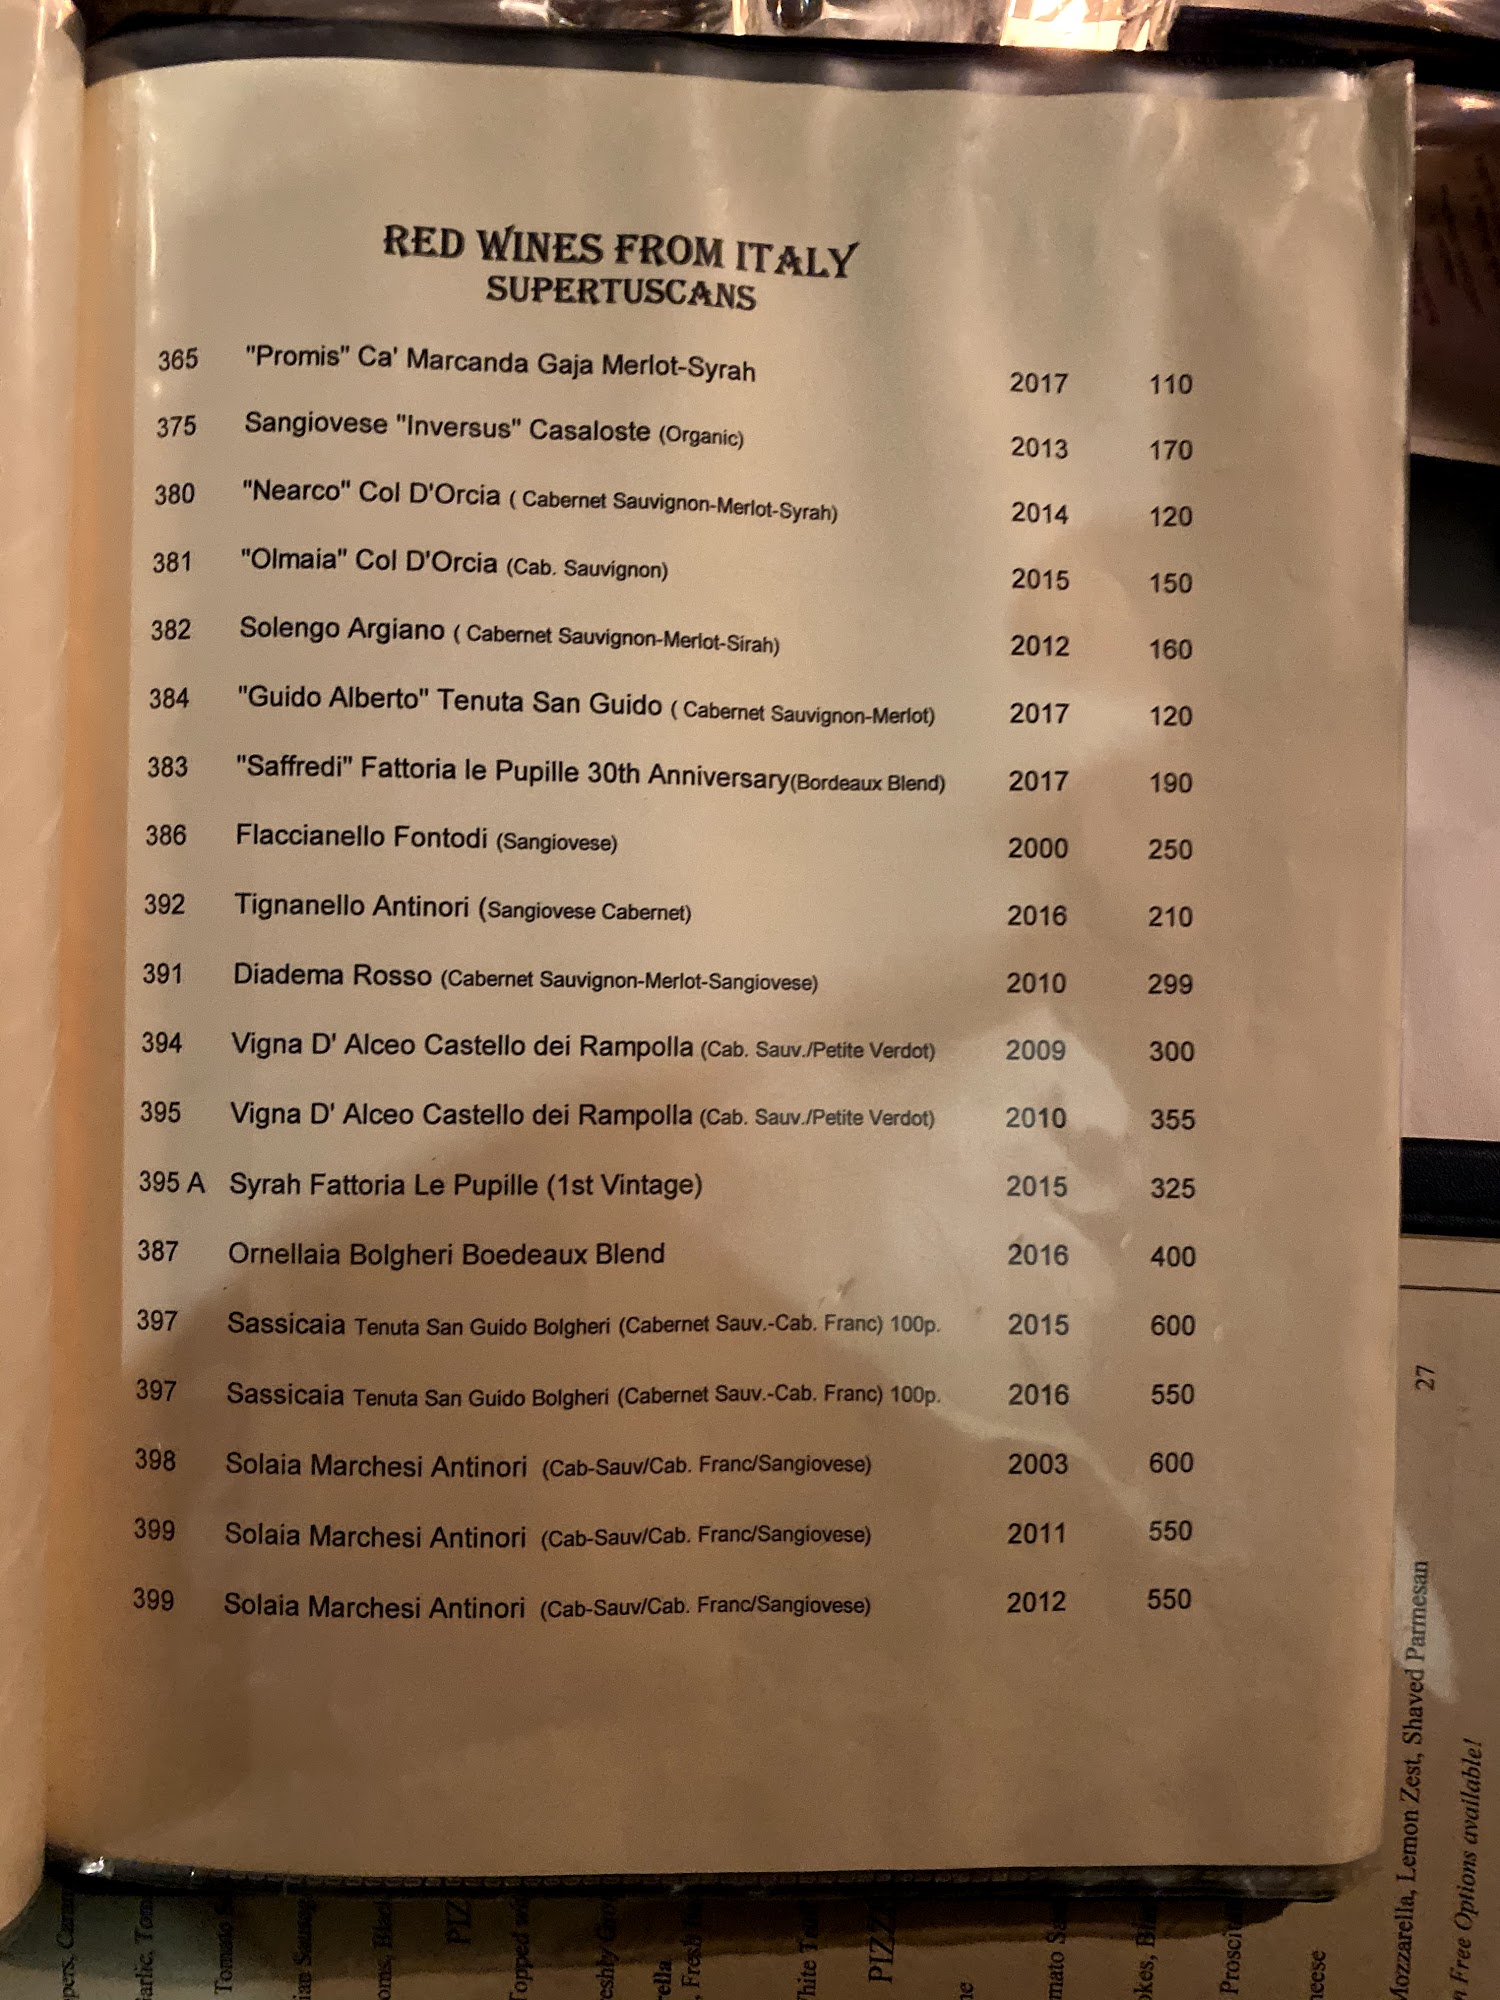 RED WINES FROM ITALY
SUPERTUSCANS
365 "Promis" Ca' Marcanda Gaja Merlot-Syrah 2017 110
375 Sangiovese "Inversus" Casaloste (Organic) 2013 170
380 "Nearco" Col D'Orcia ( Cabernet Sauvignon-Merlot-Syrah) 2014 120
381 "Olmaia" Col D'Orcia (Cab. Sauvignon) 2015 150
382 Solengo Argiano ( Cabernet Sauvignon-Merlot-Sirah) 2012 160
384 "Guido Alberto" Tenuta San Guido ( Cabernet Sauvignon-Merlot) 2017 120
383 "Saffredi" Fattoria le Pupille 30th Anniversary(Bordeaux Blend) 2017 190
386 Flaccianello Fontodi (Sangiovese) 2000 250
392 Tignanello Antinori (Sangiovese Cabernet) 2016 210
391 Diadema Rosso (Cabernet Sauvignon-Merlot-Sangiovese) 2010 299
394 Vigna D' Alceo Castello dei Rampolla (Cab. Sauv./Petite Verdot) 2009 300
395 Vigna D' Alceo Castello dei Rampolla (Cab. Sauv./Petite Verdot) 2010 355
395 A Syrah Fattoria Le Pupille (1st Vintage) 2015 325
387 Ornellaia Bolgheri Boedeaux Blend 2016 400
397 Sassicaia Tenuta San Guido Bolgheri (Cabernet Sauv.-Cab. Franc) 100p. 2015 600
397 Sassicaia Tenuta San Guido Bolgheri (Cabernet Sauv.-Cab. Franc) 100p. 2016 550
398 Solaia Marchesi Antinori (Cab-Sauv/Cab. Franc/Sangiovese) 2003 600
399 Solaia Marchesi Antinori (Cab-Sauv/Cab. Franc/Sangiovese) 2011 550
399 Solaia Marchesi Antinori (Cab-Sauv/Cab. Franc/Sangiovese) 2012 550
27
Mozzarella, Lemon Zest, Shaved Parmesan
Free Options available!